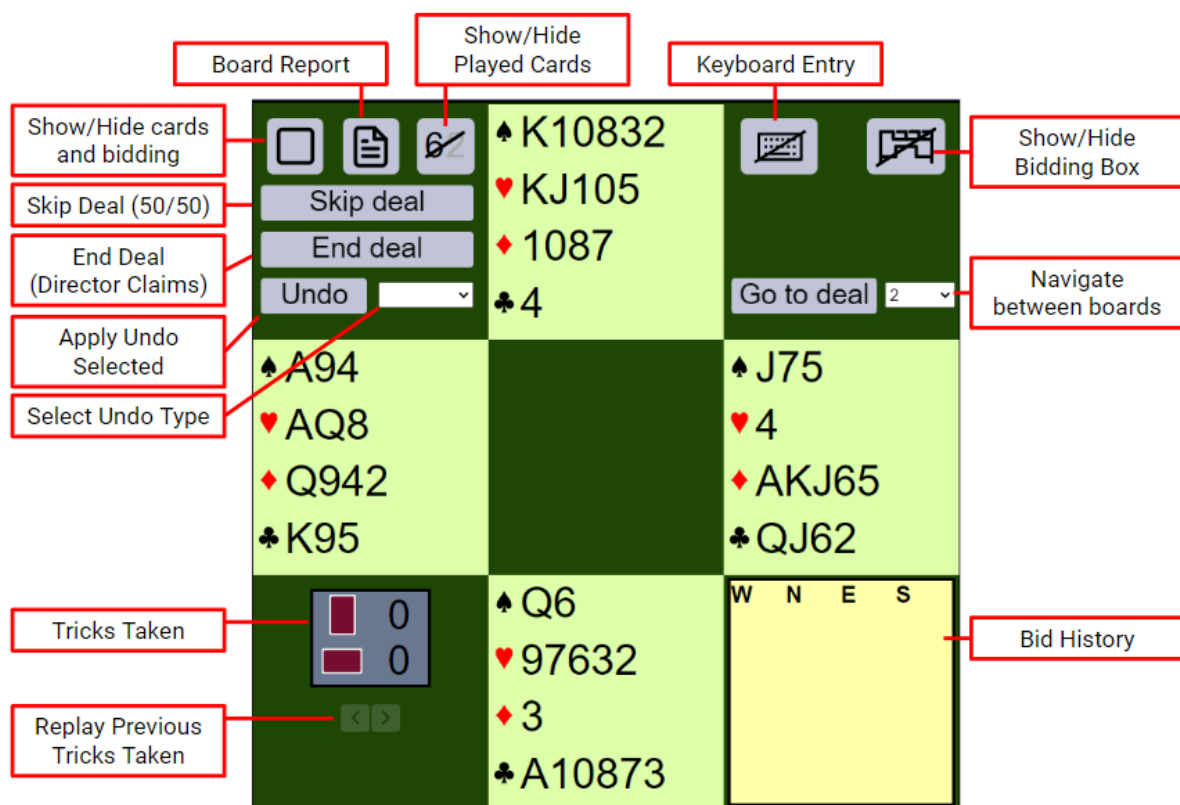 Show/Hide
Played Cards
Board Report
Keyboard Entry
Show/Hide cards
and bidding
62
♠K10832
Show/Hide
Bidding Box
Skip Deal (50/50)
Skip deal
♥KJ105
End Deal
(Director Claims)
End deal
♦1087
Undo
♣4
Go to deal
2
Navigate
between boards
Apply Undo
Selected
Select Undo Type
♠A94
♥AQ8
♦Q942
♣K95
♠J75
♥4
♦AKJ65
♣QJ62
Tricks Taken
0
0
♠Q6
♥97632
♦3
♣A10873
W N E S
Bid History
Replay Previous
Tricks Taken
< >